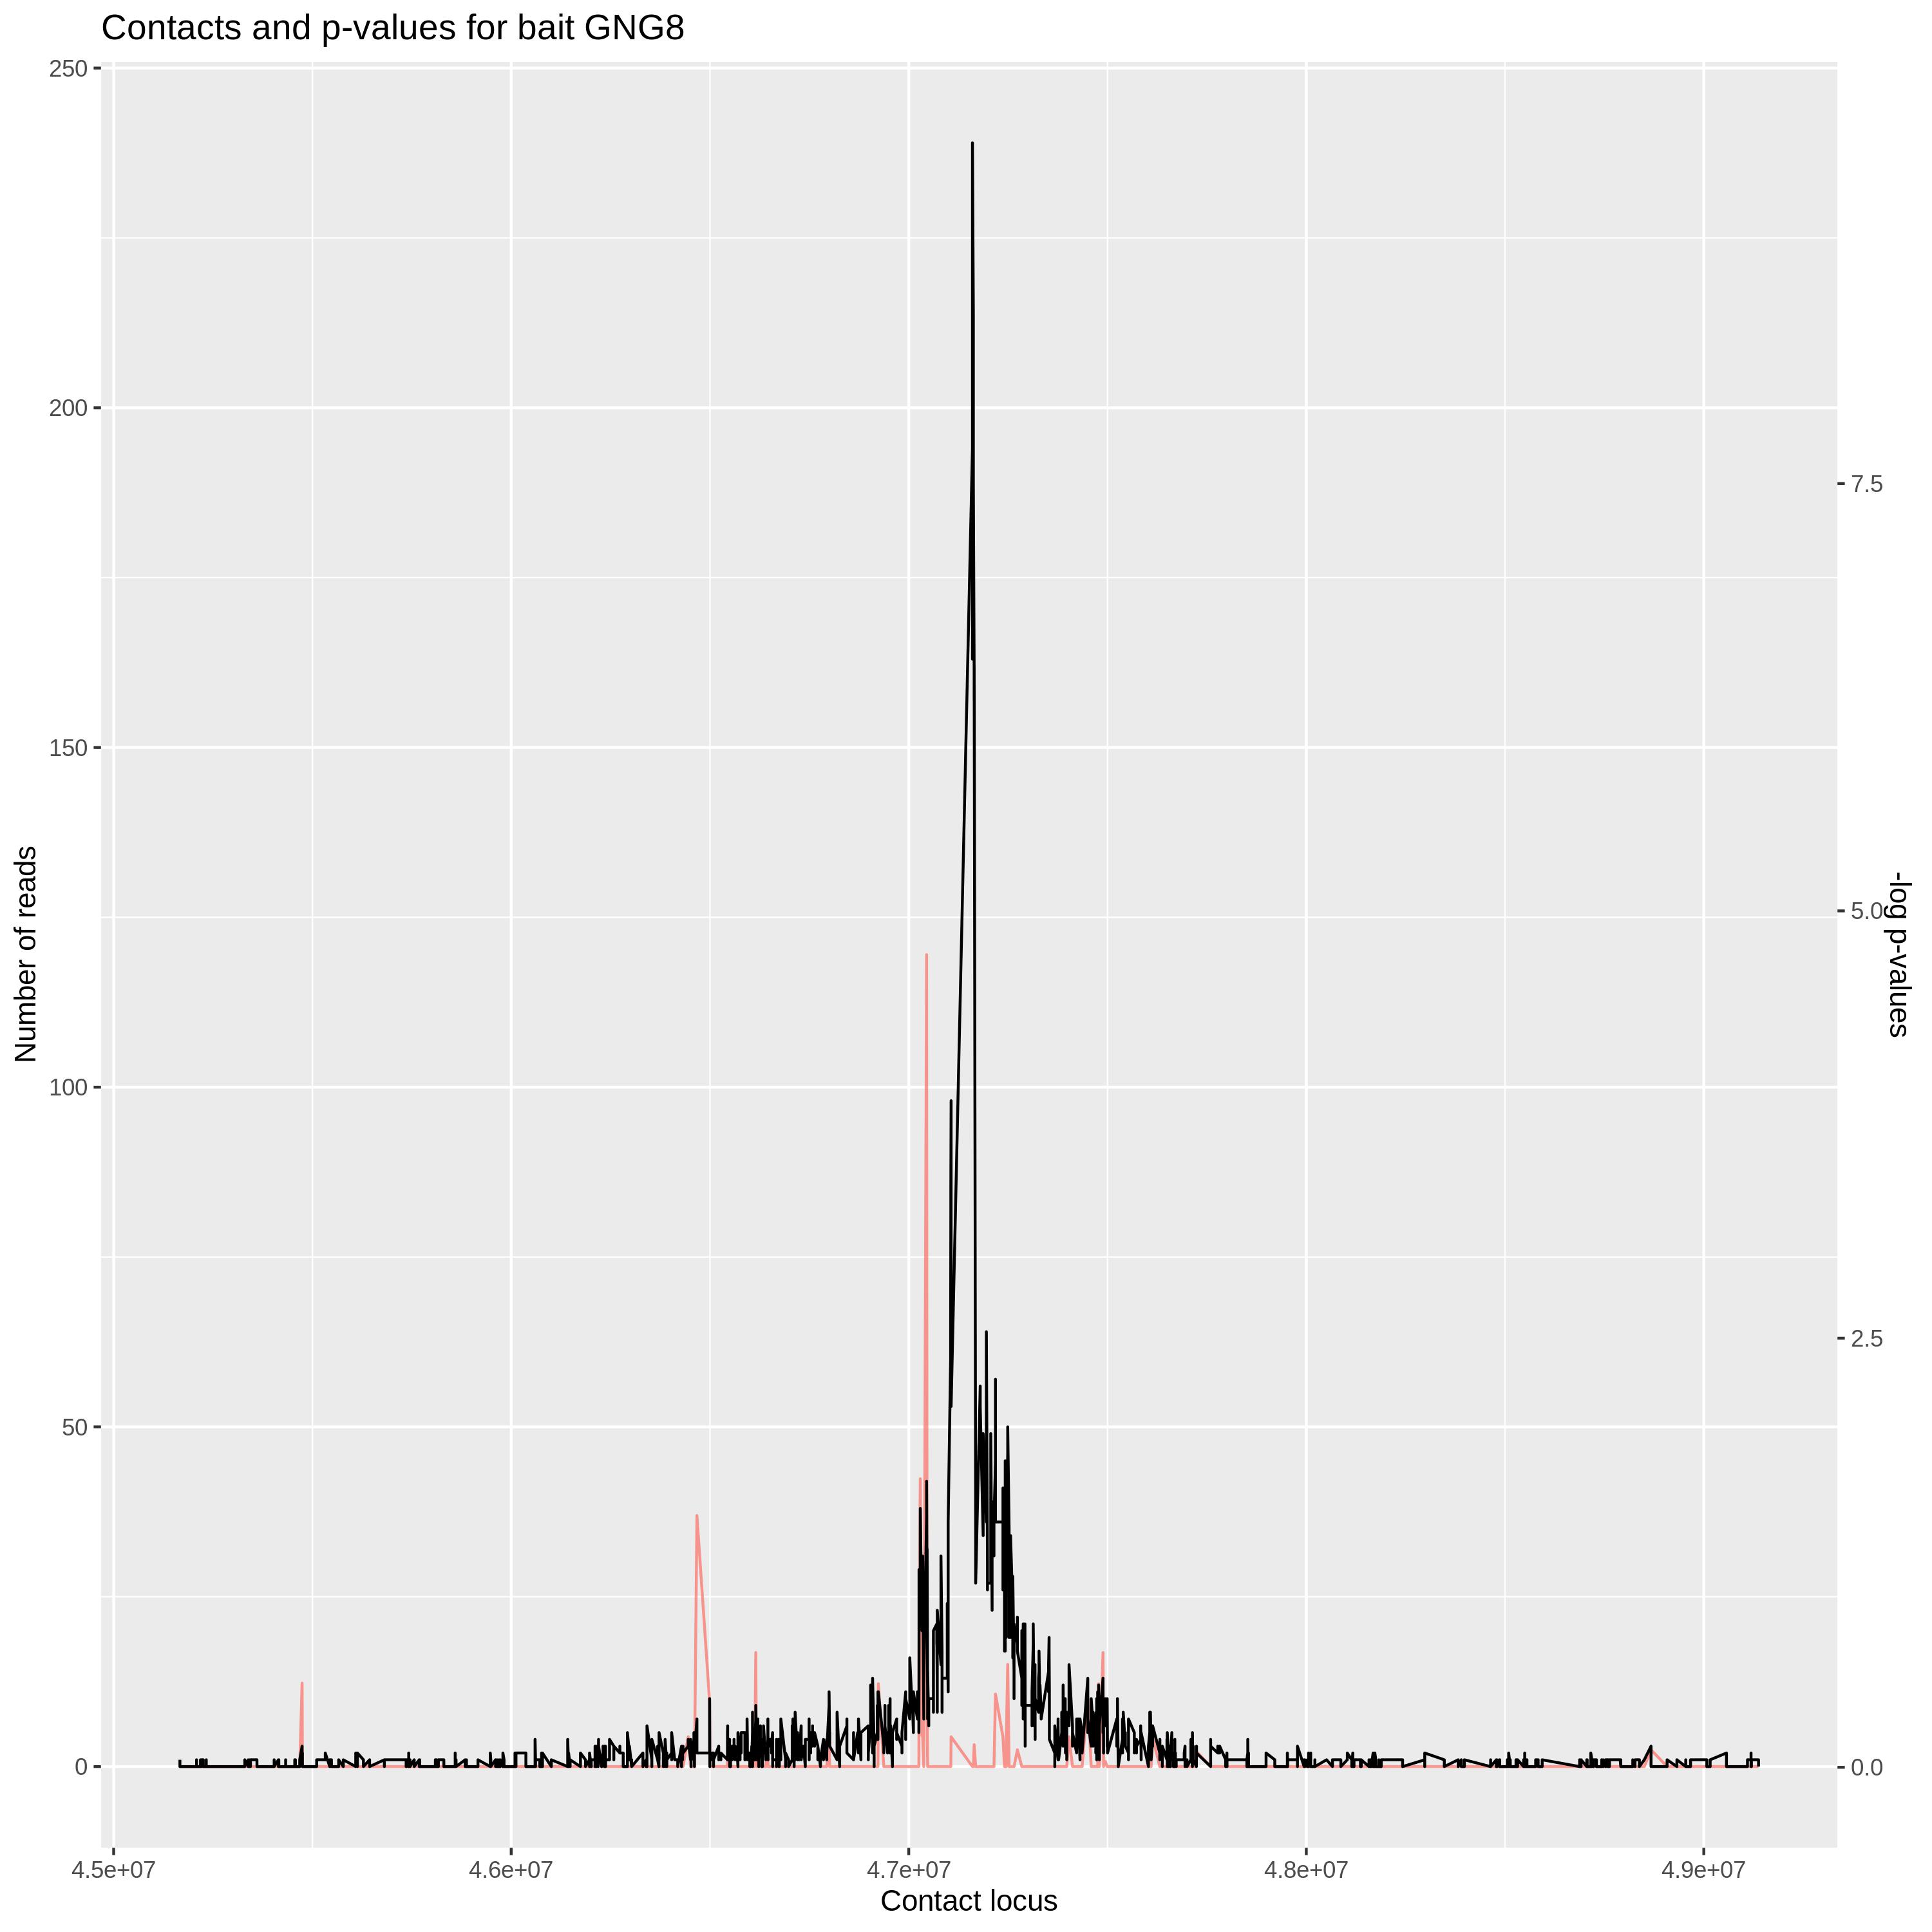 Contacts and p-values for bait GNG8
250
200
150
100
50
0
Number of reads
7.5
5.0
2.5
0.0
-log p-values
4.5e+07
4.6e+07
4.7e+07
4.8e+07
4.9e+07
Contact locus